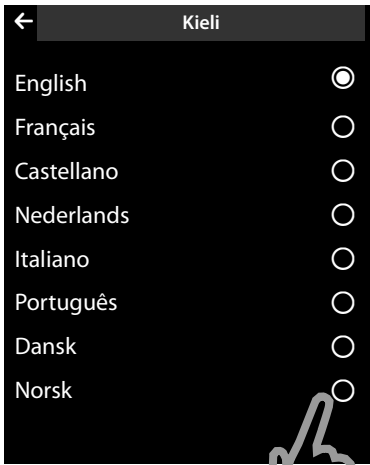 Kieli
English
Français
Castellano
Nederlands
Italiano
Português
Dansk
Norsk